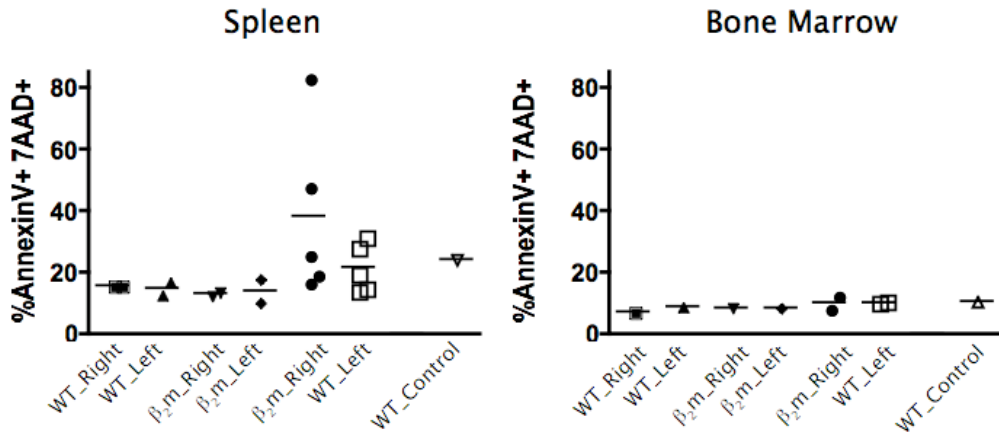 Spleen
%AnnexinV+ 7AAD+
80
60
40
20
0
WT_Right
WT_Left
β₂m_Right
β₂m_Left
β₂m_Right
WT_Left
WT_Control
Bone Marrow
%AnnexinV+ 7AAD+
80
60
40
20
0
WT_Right
WT_Left
β₂m_Right
β₂m_Left
β₂m_Right
WT_Left
WT_Control